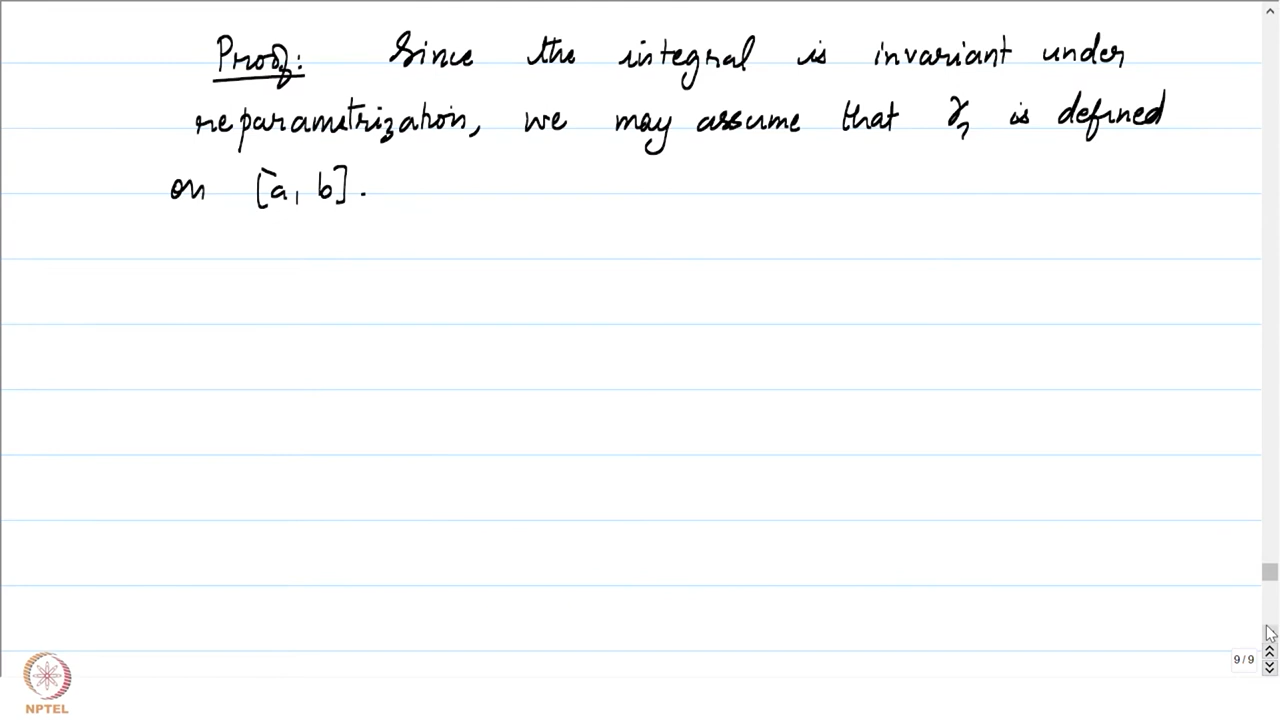 Proof: Since the integral is invariant under
reparametrization, we may assume that γ₁ is defined
on [a, b].
9 / 9
NPTEL